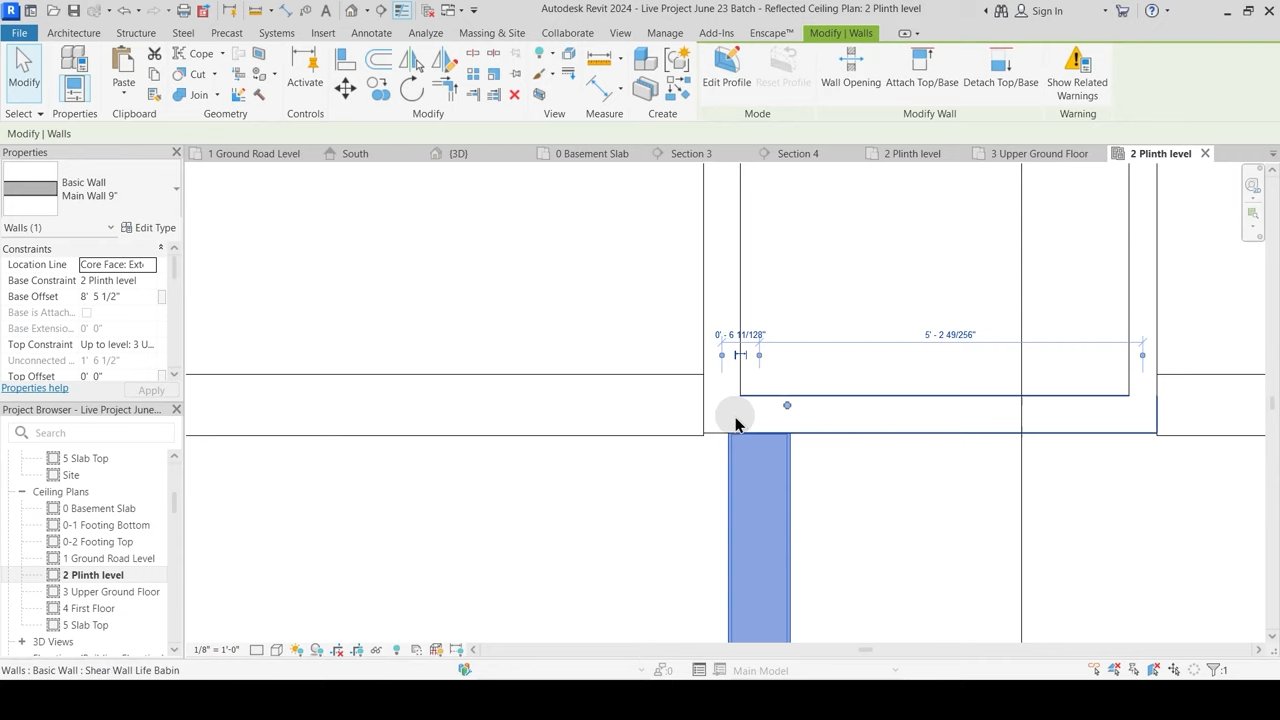 R
Autodesk Revit 2024 - Live Project June 23 Batch - Reflected Ceiling Plan: 2 Plinth level
Sign In
File Architecture Structure Steel Precast Systems Insert Annotate Analyze Massing & Site Collaborate View Manage Add-Ins Enscape™ Modify | Walls
Modify
Paste
Cope
Cut
Join
Activate
Edit Profile
Reset Profile
Wall Opening
Attach Top/Base
Detach Top/Base
Show Related
Warnings
Select Properties Clipboard Geometry Controls Modify View Measure Create Mode Modify Wall Warning
Modify | Walls
Properties
1 Ground Road Level South {3D} 0 Basement Slab Section 3 Section 4 2 Plinth level 3 Upper Ground Floor 2 Plinth level
Basic Wall
Main Wall 9"
Walls (1) Edit Type
Constraints
Location Line Core Face: Ext
Base Constraint 2 Plinth level
Base Offset 8' 5 1/2"
Base is Attach...
Base Extensio... 0' 0"
Top Constraint Up to level: 3 U...
Unconnected ... 1' 6 1/2"
Top Offset 0' 0"
Properties help Apply
Project Browser - Live Project June...
Search
5 Slab Top
Site
Ceiling Plans
0 Basement Slab
0-1 Footing Bottom
0-2 Footing Top
1 Ground Road Level
2 Plinth level
3 Upper Ground Floor
4 First Floor
5 Slab Top
3D Views
0' - 6 11/128"
5' - 2 49/256"
1/8" = 1'-0"
Walls : Basic Wall : Shear Wall Life Babin
:0
Main Model
:1